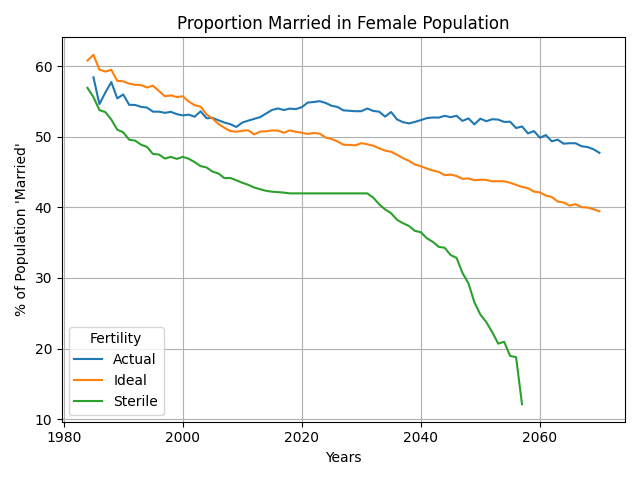 Proportion Married in Female Population
% of Population 'Married'
60
50
40
30
20
10
Fertility
Actual
Ideal
Sterile
1980
2000
2020
2040
2060
Years